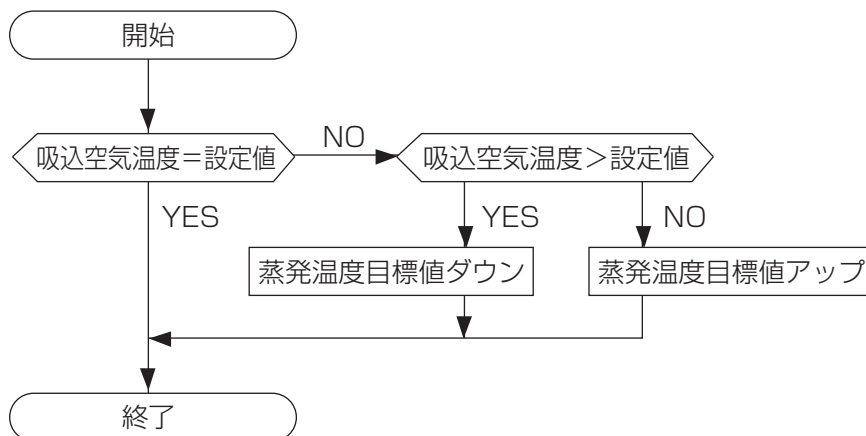 開始
吸込空気温度＝設定値
NO
吸込空気温度＞設定値
YES
YES
NO
蒸発温度目標値ダウン
蒸発温度目標値アップ
終了